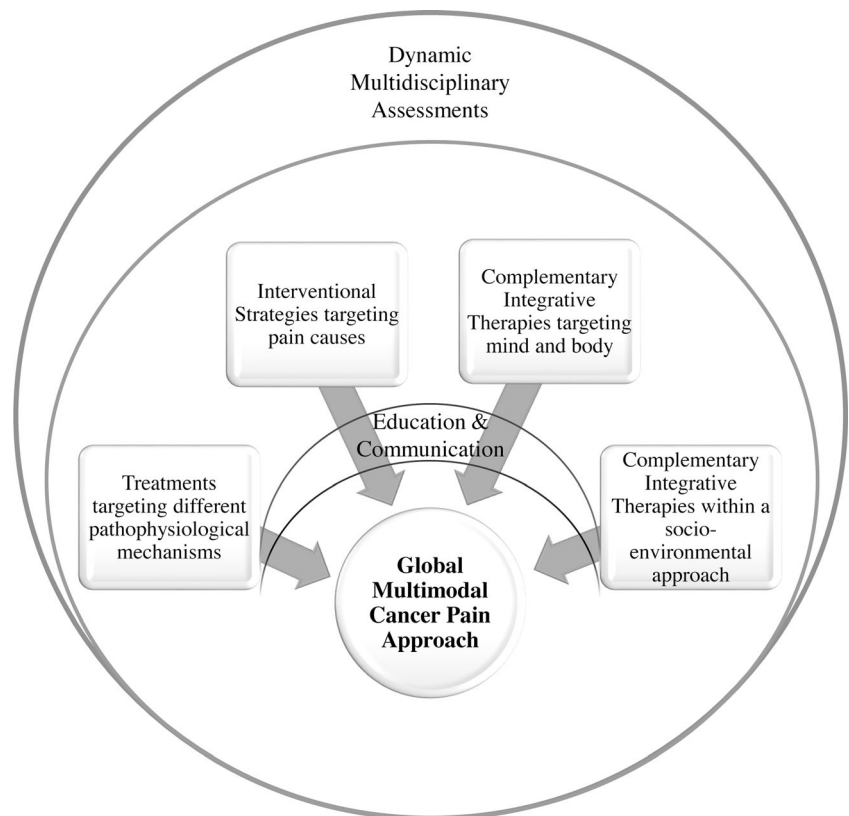 Dynamic
Multidisciplinary
Assessments
Interventional
Strategies targeting
pain causes
Complementary
Integrative
Therapies targeting
mind and body
Education &
Communication
Treatments
targeting different
pathophysiological
mechanisms
Complementary
Integrative
Therapies within a
socio-
environmental
approach
Global
Multimodal
Cancer Pain
Approach